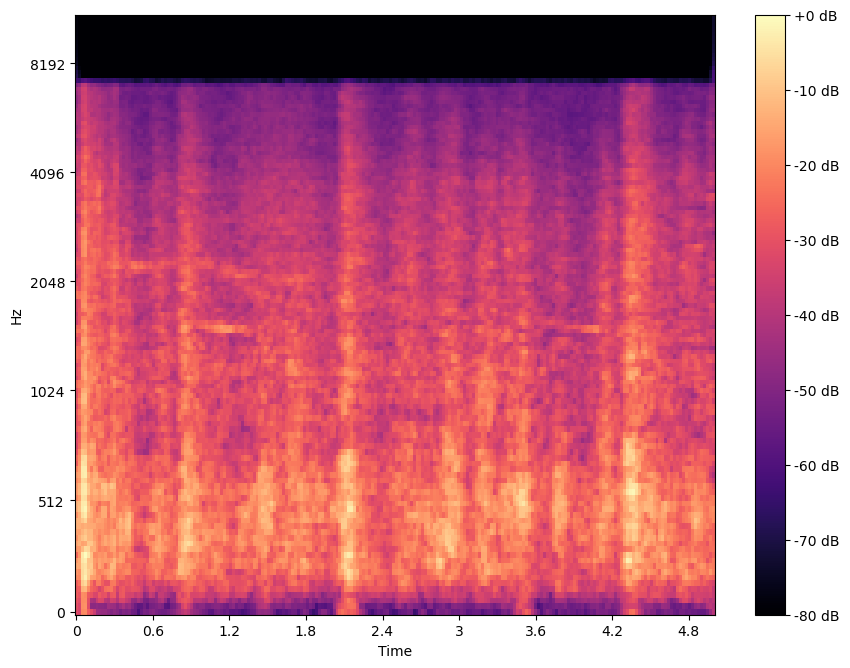 +0 dB
8192
-10 dB
4096
-20 dB
-30 dB
2048
Hz
-40 dB
1024
-50 dB
-60 dB
512
-70 dB
0
-80 dB
0 0.6 1.2 1.8 2.4 3 3.6 4.2 4.8
Time